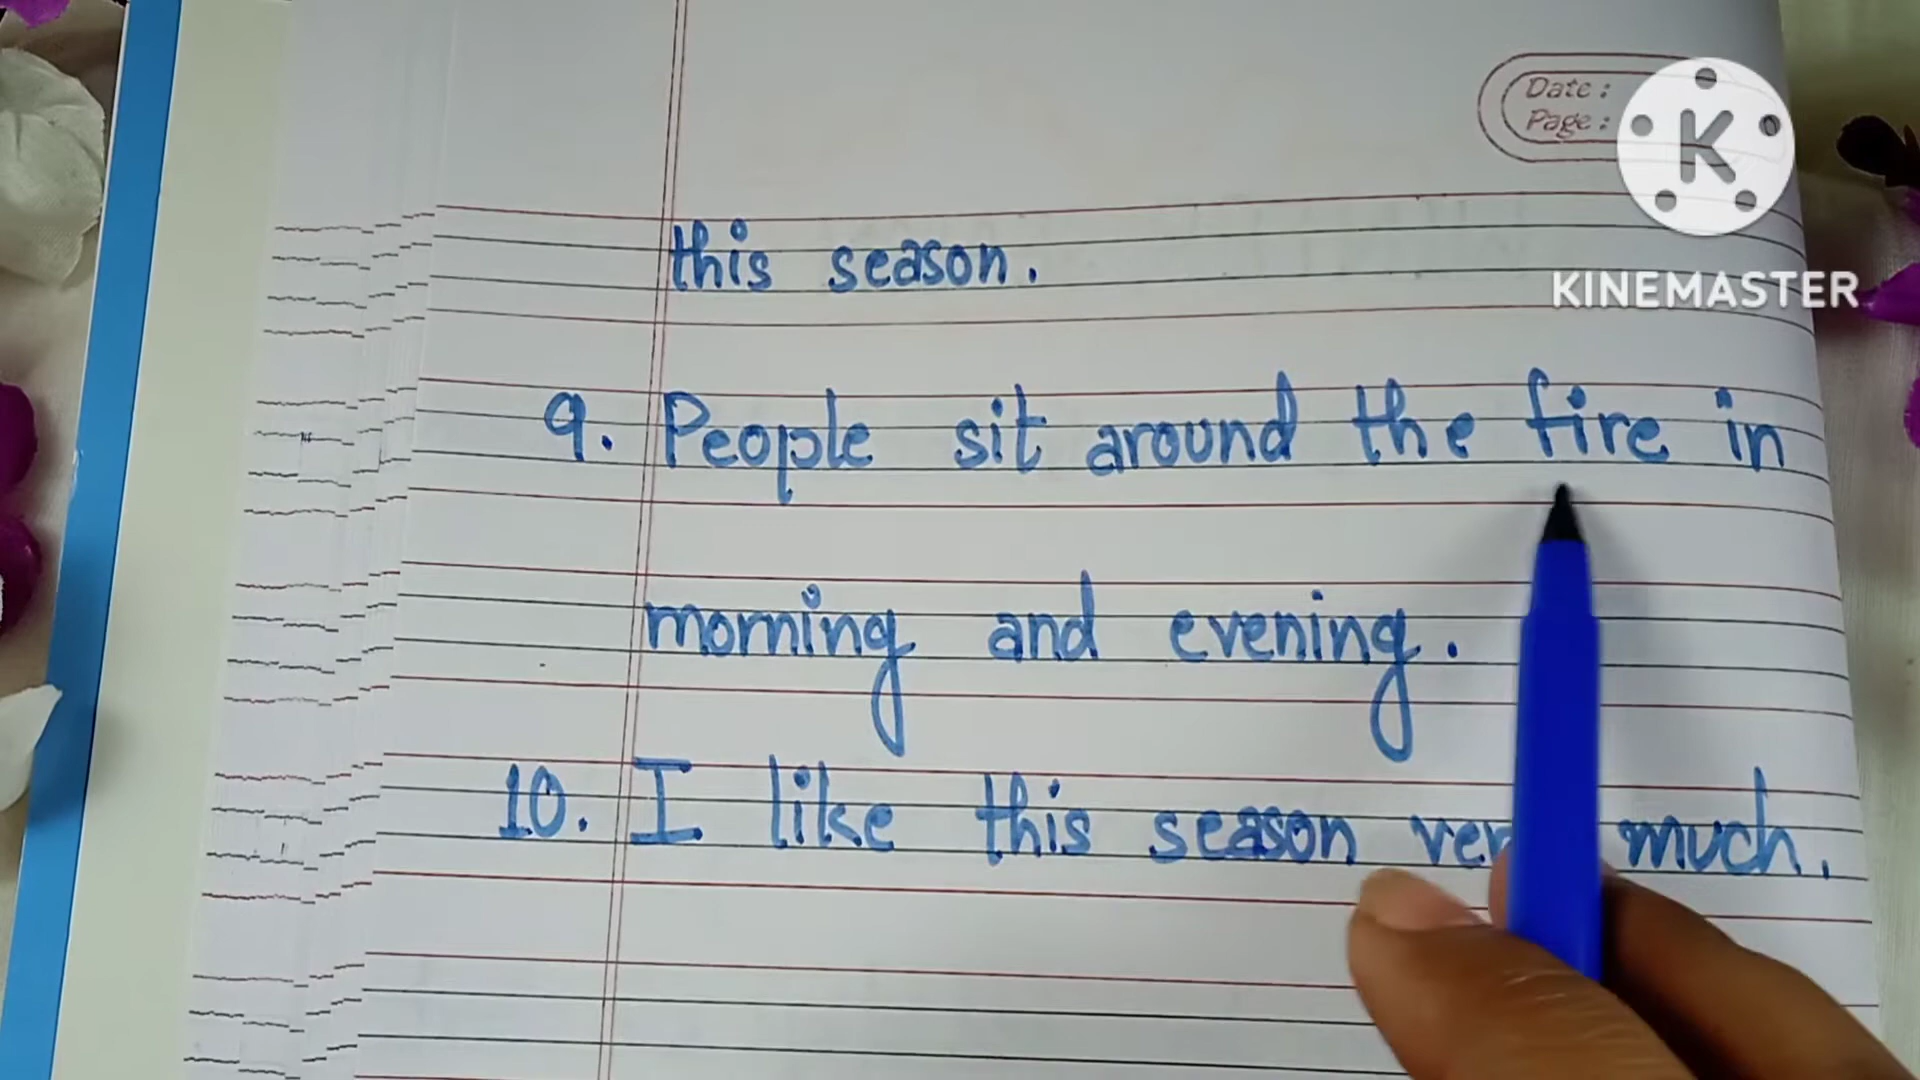 Date :
Page :
K
KINEMASTER
this season.
9. People sit around the fire in
morning and evening.
10. I like this season much.